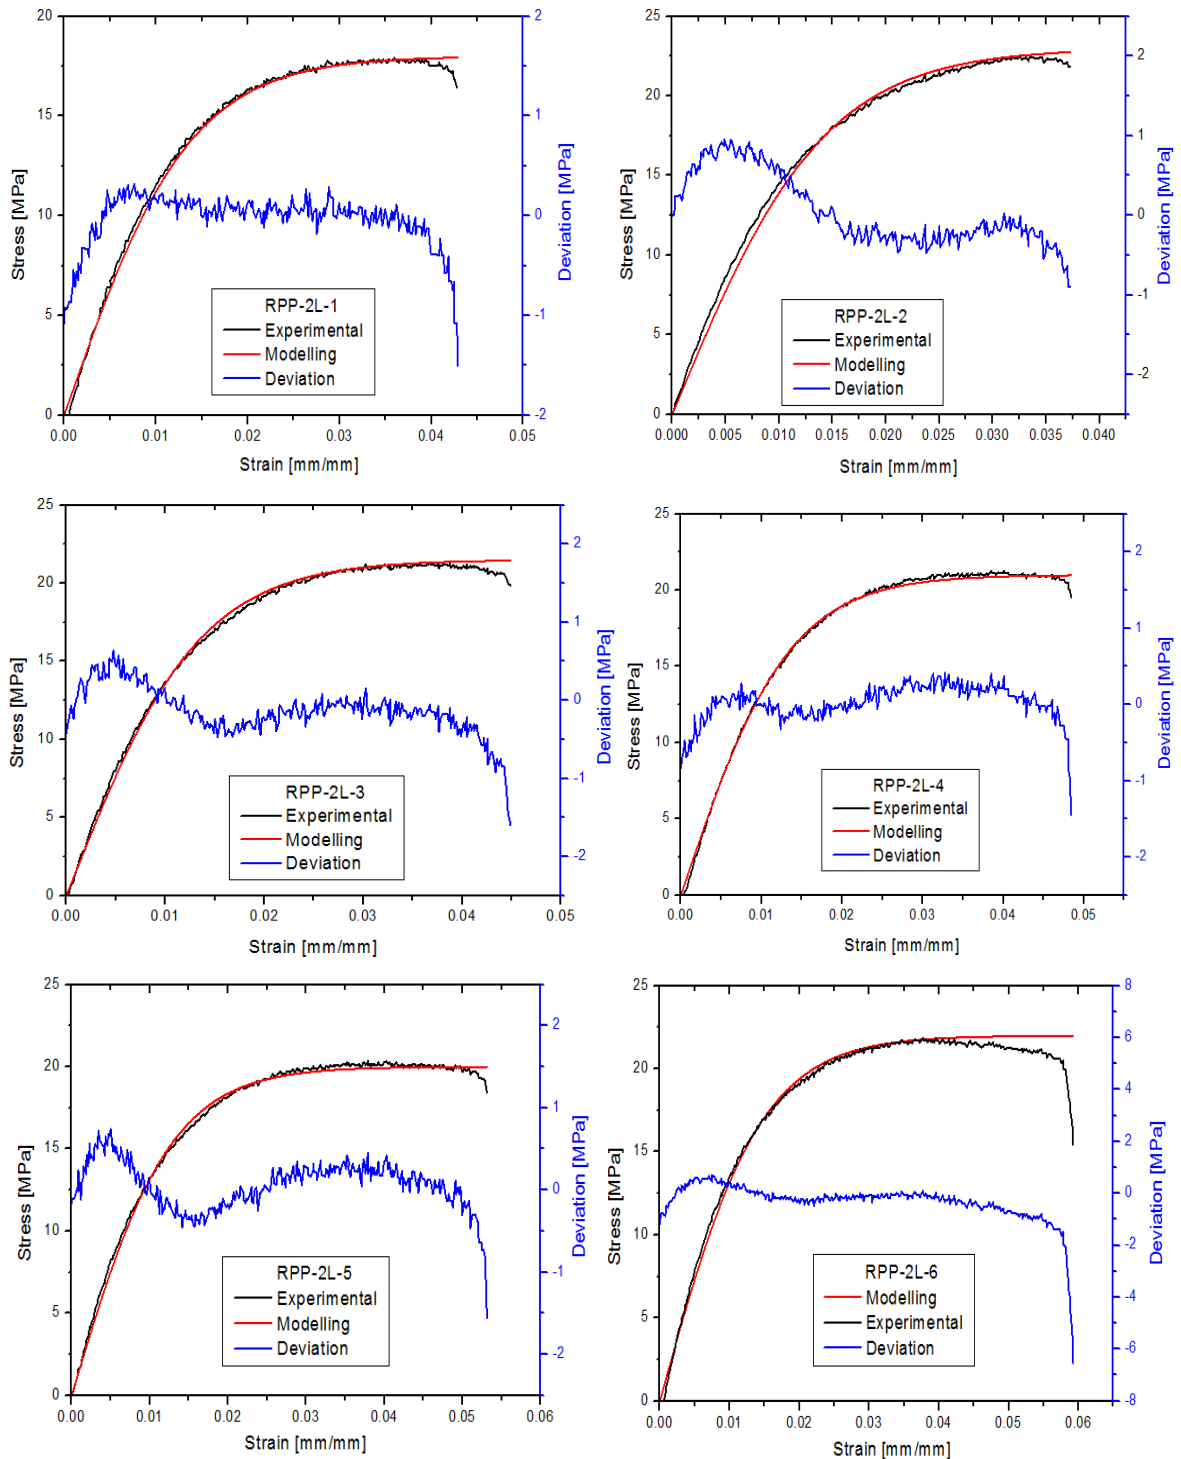 20
15
10
5
0
Stress [MPa]
2
1
0
-1
-2
Deviation [MPa]
RPP-2L-1
Experimental
Modelling
Deviation
0.00 0.01 0.02 0.03 0.04 0.05
Strain [mm/mm]
25
20
15
10
5
0
Stress [MPa]
2
1
0
-1
-2
Deviation [MPa]
RPP-2L-2
Experimental
Modelling
Deviation
0.000 0.005 0.010 0.015 0.020 0.025 0.030 0.035 0.040
Strain [mm/mm]
25
20
15
10
5
0
Stress [MPa]
2
1
0
-1
-2
Deviation [MPa]
RPP-2L-3
Experimental
Modelling
Deviation
0.00 0.01 0.02 0.03 0.04 0.05
Strain [mm/mm]
25
20
15
10
5
0
Stress [MPa]
2
1
0
-1
-2
Deviation [MPa]
RPP-2L-4
Experimental
Modelling
Deviation
0.00 0.01 0.02 0.03 0.04 0.05
Strain [mm/mm]
25
20
15
10
5
0
Stress [MPa]
2
1
0
-1
-2
Deviation [MPa]
RPP-2L-5
Experimental
Modelling
Deviation
0.00 0.01 0.02 0.03 0.04 0.05 0.06
Strain [mm/mm]
25
20
15
10
5
0
Stress [MPa]
8
6
4
2
0
-2
-4
-6
-8
Deviation [MPa]
RPP-2L-6
Modelling
Experimental
Deviation
0.00 0.01 0.02 0.03 0.04 0.05 0.06
Strain [mm/mm]